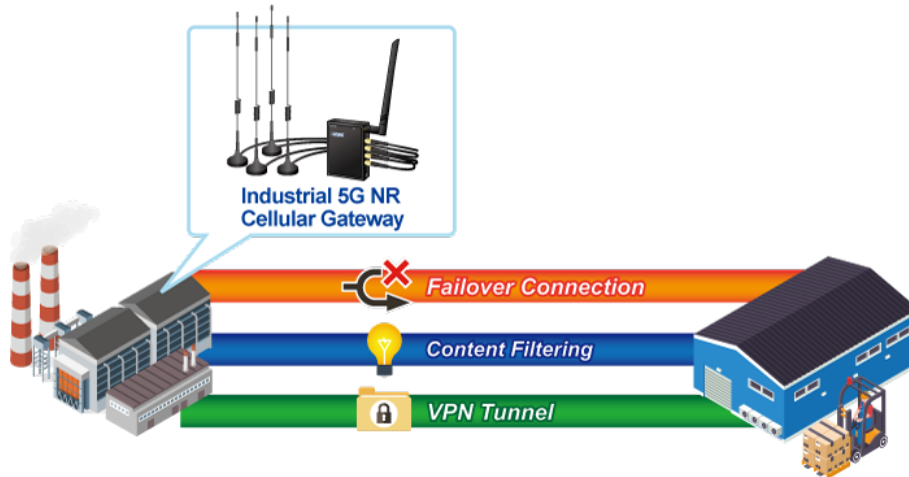 Industrial 5G NR
Cellular Gateway
Failover Connection
Content Filtering
VPN Tunnel